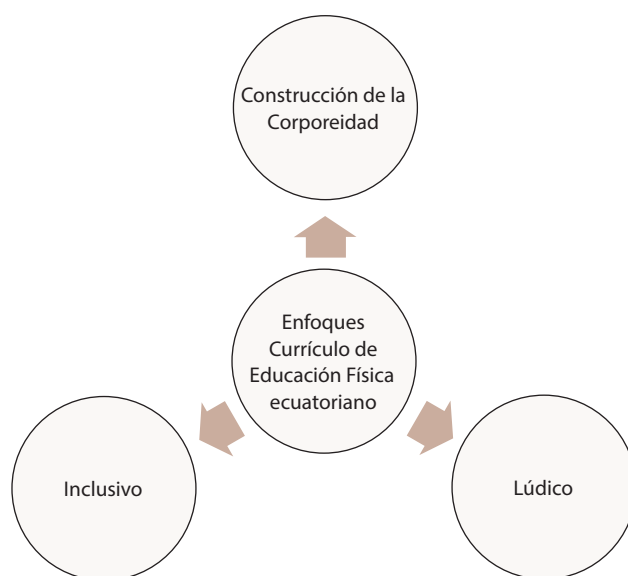 Construcción de la
Corporeidad
Enfoques
Currículo de
Educación Física
ecuatoriano
Inclusivo
Lúdico